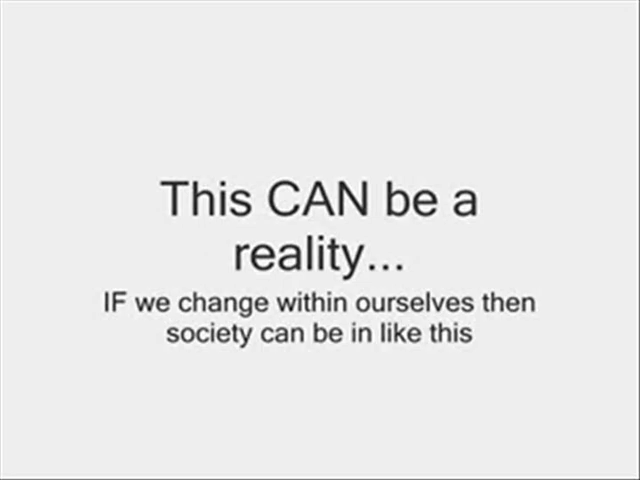 This CAN be a
reality...
IF we change within ourselves then
society can be in like this